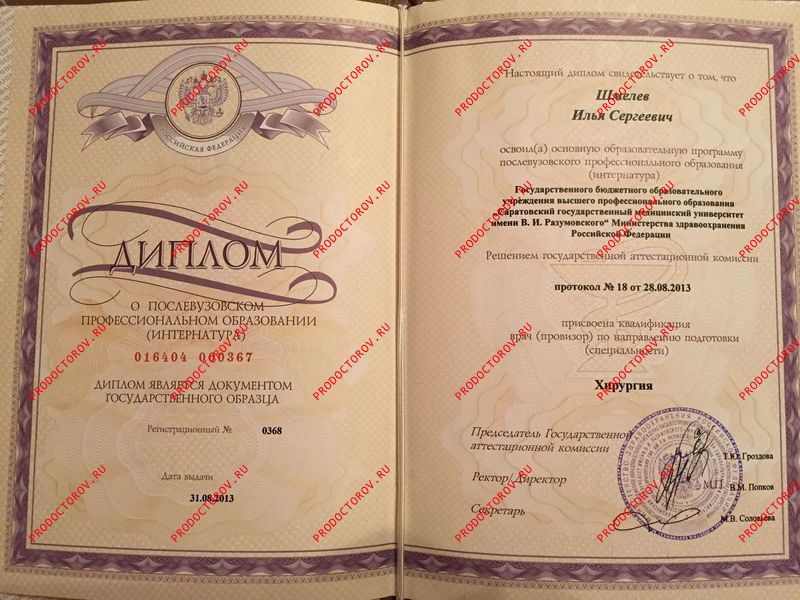 РОССИЙСКАЯ ФЕДЕРАЦИЯ
ДИПЛОМ
О ПОСЛЕВУЗОВСКОМ
ПРОФЕССИОНАЛЬНОМ ОБРАЗОВАНИИ
(ИНТЕРНАТУРА)
016404 000367
ДИПЛОМ ЯВЛЯЕТСЯ ДОКУМЕНТОМ
ГОСУДАРСТВЕННОГО ОБРАЗЦА
Регистрационный № 0368
Дата выдачи
31.08.2013
Настоящий диплом свидетельствует о том, что
Шмелев
Илья Сергеевич
освоил(а) основную образовательную программу
послевузовского профессионального образования
(интернатура)
Государственного бюджетного образовательного
учреждения высшего профессионального образования
"Саратовский государственный медицинский университет
имени В. И. Разумовского" Министерства здравоохранения
Российской Федерации
Решением государственной аттестационной комиссии
протокол № 18 от 28.08.2013
присвоена квалификация
врач (провизор) по направлению подготовки
(специальности)
Хирургия
Председатель Государственной
аттестационной комиссии
Т.Ю. Гроздова
Ректор/Директор
М.П.
В.М. Попков
Секретарь
М.В. Соловьева
PRODOCTOROV.RU